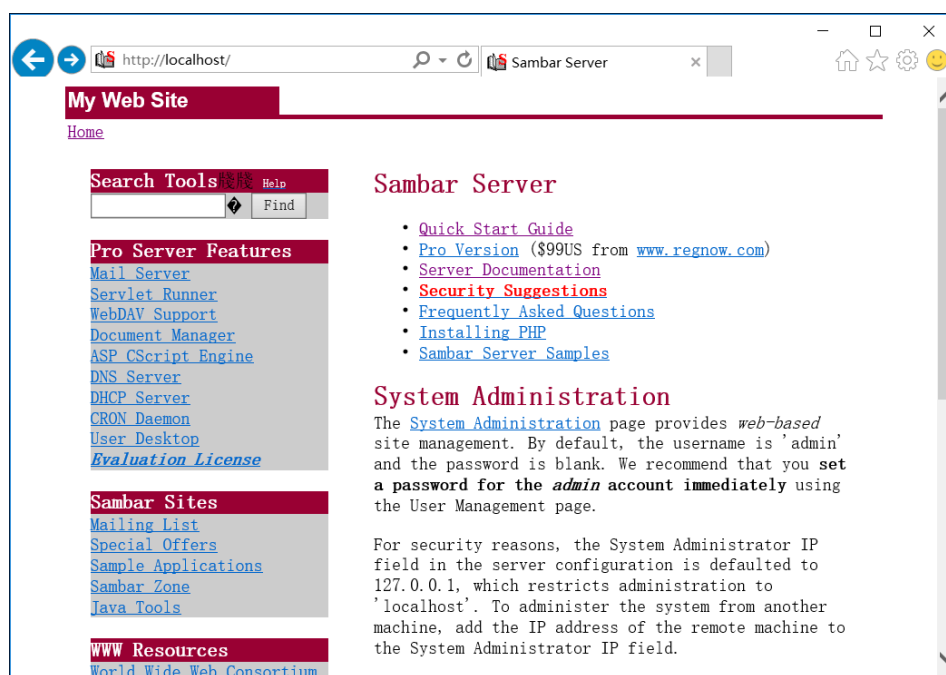 http://localhost/
Sambar Server
My Web Site
Home
Search Tools Help
Find
Pro Server Features
Mail Server
Servlet Runner
WebDAV Support
Document Manager
ASP CScript Engine
DNS Server
DHCP Server
CRON Daemon
User Desktop
Evaluation License
Sambar Sites
Mailing List
Special Offers
Sample Applications
Sambar Zone
Java Tools
WWW Resources
World Wide Web Consortium
Sambar Server
• Quick Start Guide
• Pro Version ($99US from www.regnow.com)
• Server Documentation
• Security Suggestions
• Frequently Asked Questions
• Installing PHP
• Sambar Server Samples
System Administration
The System Administration page provides web-based
site management. By default, the username is 'admin'
and the password is blank. We recommend that you set
a password for the admin account immediately using
the User Management page.
For security reasons, the System Administrator IP
field in the server configuration is defaulted to
127.0.0.1, which restricts administration to
'localhost'. To administer the system from another
machine, add the IP address of the remote machine to
the System Administrator IP field.